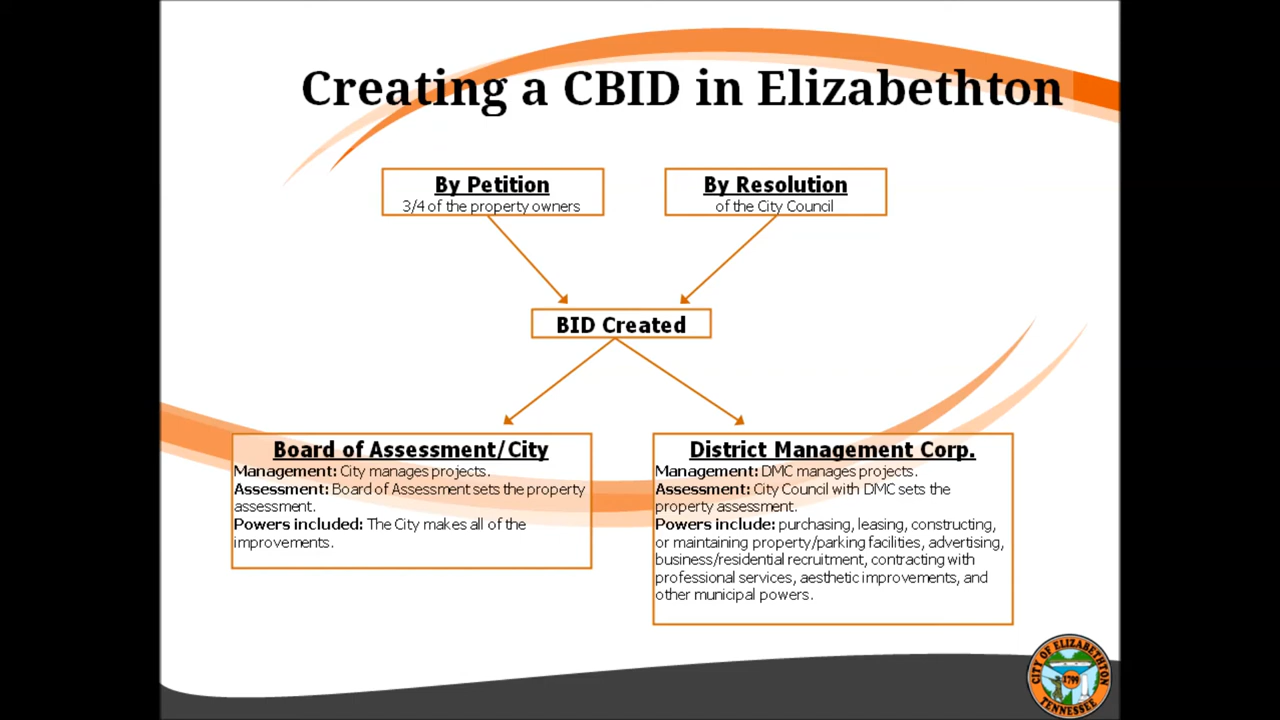 Creating a CBID in Elizabethton
By Petition
3/4 of the property owners
By Resolution
of the City Council
BID Created
Board of Assessment/City
Management: City manages projects.
Assessment: Board of Assessment sets the property
assessment.
Powers included: The City makes all of the
improvements.
District Management Corp.
Management: DMC manages projects.
Assessment: City Council with DMC sets the
property assessment.
Powers include: purchasing, leasing, constructing,
or maintaining property/parking facilities, advertising,
business/residential recruitment, contracting with
professional services, aesthetic improvements, and
other municipal powers.
CITY OF ELIZABETHTON
1799
TENNESSEE